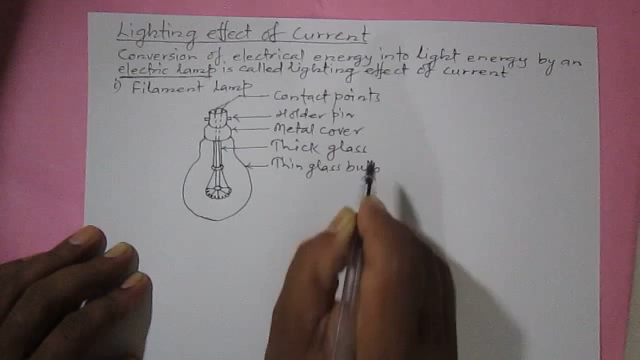 Lighting effect of Current
Conversion of electrical energy into light energy by an
electric lamp is called lighting effect of current
1) Filament Lamp
Contact points
Holder pin
Metal cover
Thick glass
Thin glass bulb